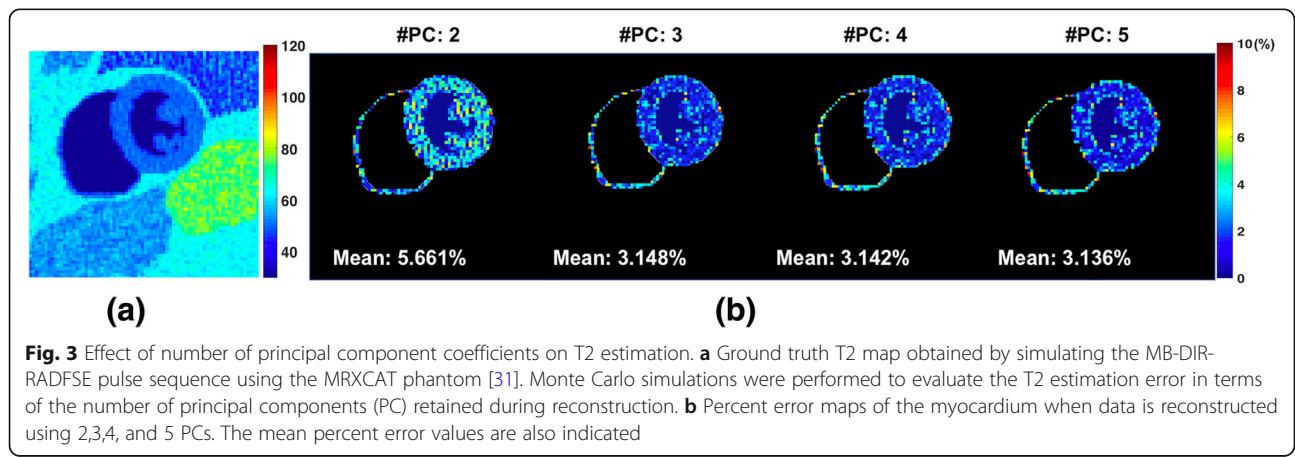 #PC: 2 #PC: 3 #PC: 4 #PC: 5
120
100
80
60
40
10(%)
8
6
4
2
0
Mean: 5.661% Mean: 3.148% Mean: 3.142% Mean: 3.136%
(a) (b)
Fig. 3 Effect of number of principal component coefficients on T2 estimation. a Ground truth T2 map obtained by simulating the MB-DIR-
RADFSE pulse sequence using the MRXCAT phantom [31]. Monte Carlo simulations were performed to evaluate the T2 estimation error in terms
of the number of principal components (PC) retained during reconstruction. b Percent error maps of the myocardium when data is reconstructed
using 2,3,4, and 5 PCs. The mean percent error values are also indicated